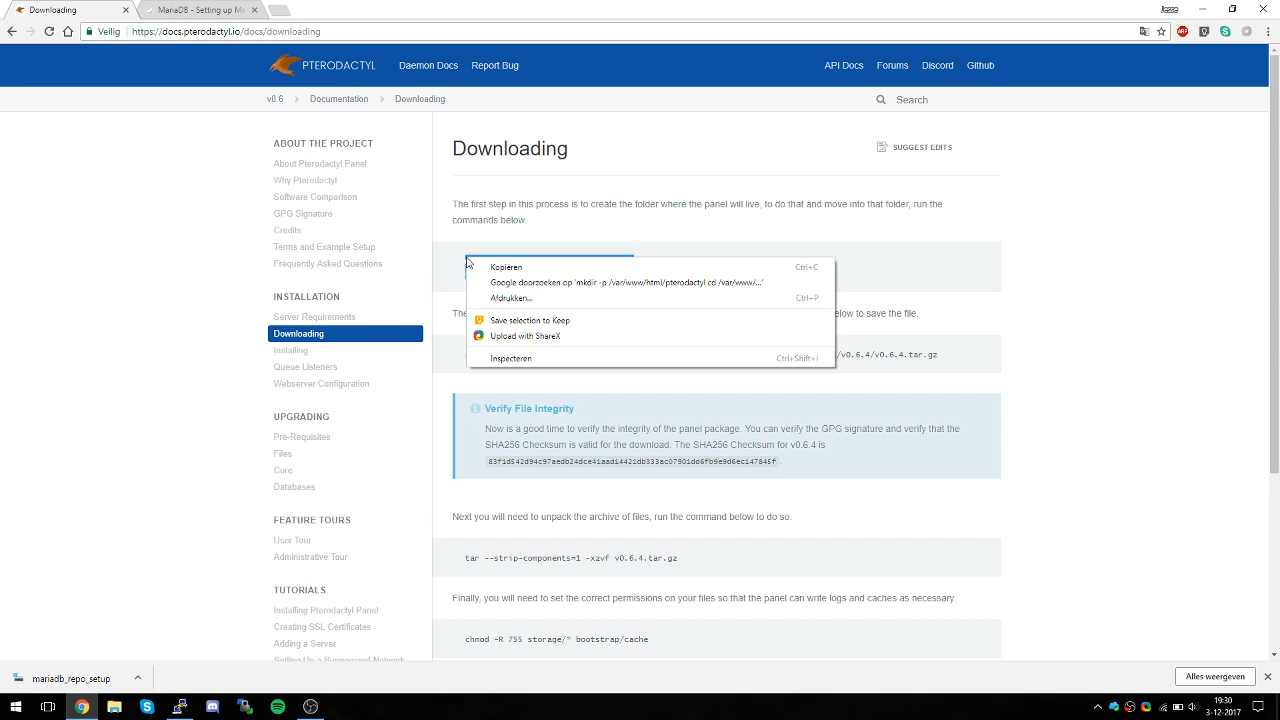 Downloading
MariaDB - Setting up Ma
Jesse
Veilig
https://docs.pterodactyl.io/docs/downloading
PTERODACTYL
Daemon Docs
Report Bug
API Docs
Forums
Discord
Github
v0.6
Documentation
Downloading
Search
ABOUT THE PROJECT
About Pterodactyl Panel
Why Pterodactyl
Software Comparison
GPG Signature
Credits
Terms and Example Setup
Frequently Asked Questions
INSTALLATION
Server Requirements
Downloading
Installing
Queue Listeners
Webserver Configuration
UPGRADING
Pre-Requisites
Files
Core
Databases
FEATURE TOURS
User Tour
Administrative Tour
TUTORIALS
Installing Pterodactyl Panel
Creating SSL Certificates
Adding a Server
Downloading
SUGGEST EDITS
The first step in this process is to create the folder where the panel will live, to do that and move into that folder, run the
commands below.
Kopiëren Ctrl+C
Google doorzoeken op 'mkdir -p /var/www/html/pterodactyl cd /var/www/...'
Afdrukken... Ctrl+P
Save selection to Keep
Upload with ShareX
Inspecteren Ctrl+Shift+I
elow to save the file.
/v0.6.4/v0.6.4.tar.gz
Verify File Integrity
Now is a good time to verify the integrity of the panel package. You can verify the GPG signature and verify that the
SHA256 Checksum is valid for the download. The SHA256 Checksum for v0.6.4 is
Next you will need to unpack the archive of files, run the command below to do so.
tar --strip-components=1 -xzvf v0.6.4.tar.gz
Finally, you will need to set the correct permissions on your files so that the panel can write logs and caches as necessary.
chmod -R 755 storage/* bootstrap/cache
mariadb_repo_setup
Alles weergeven
19:30
3-12-2017